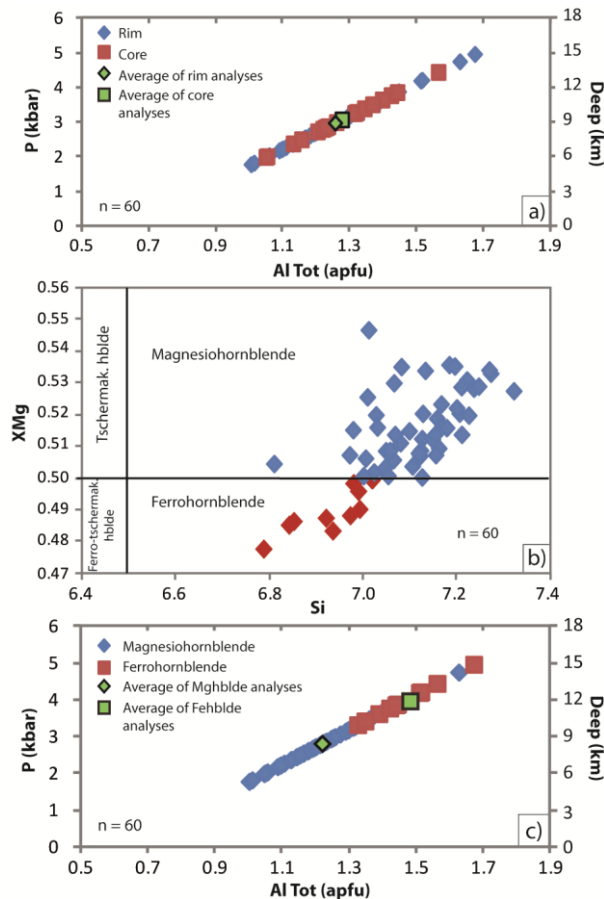 6
5
4
3
2
1
0
P (kbar)
Rim
Core
Average of rim analyses
Average of core
analyses
n = 60
a)
18
15
12
9
6
3
0
Deep (km)
0.5 0.7 0.9 1.1 1.3 1.5 1.7 1.9
Al Tot (apfu)
0.56
0.55
0.54
0.53
0.52
0.51
0.50
0.49
0.48
0.47
XMg
Tschermak. hblde
Magnesiohornblende
Ferro-tschermak.
hblde
Ferrohornblende
n = 60
b)
6.4 6.6 6.8 7.0 7.2 7.4
Si
6
5
4
3
2
1
0
P (kbar)
Magnesiohornblende
Ferrohornblende
Average of Mghblde analyses
Average of Fehblde
analyses
n = 60
c)
18
15
12
9
6
3
0
Deep (km)
0.5 0.7 0.9 1.1 1.3 1.5 1.7 1.9
Al Tot (apfu)